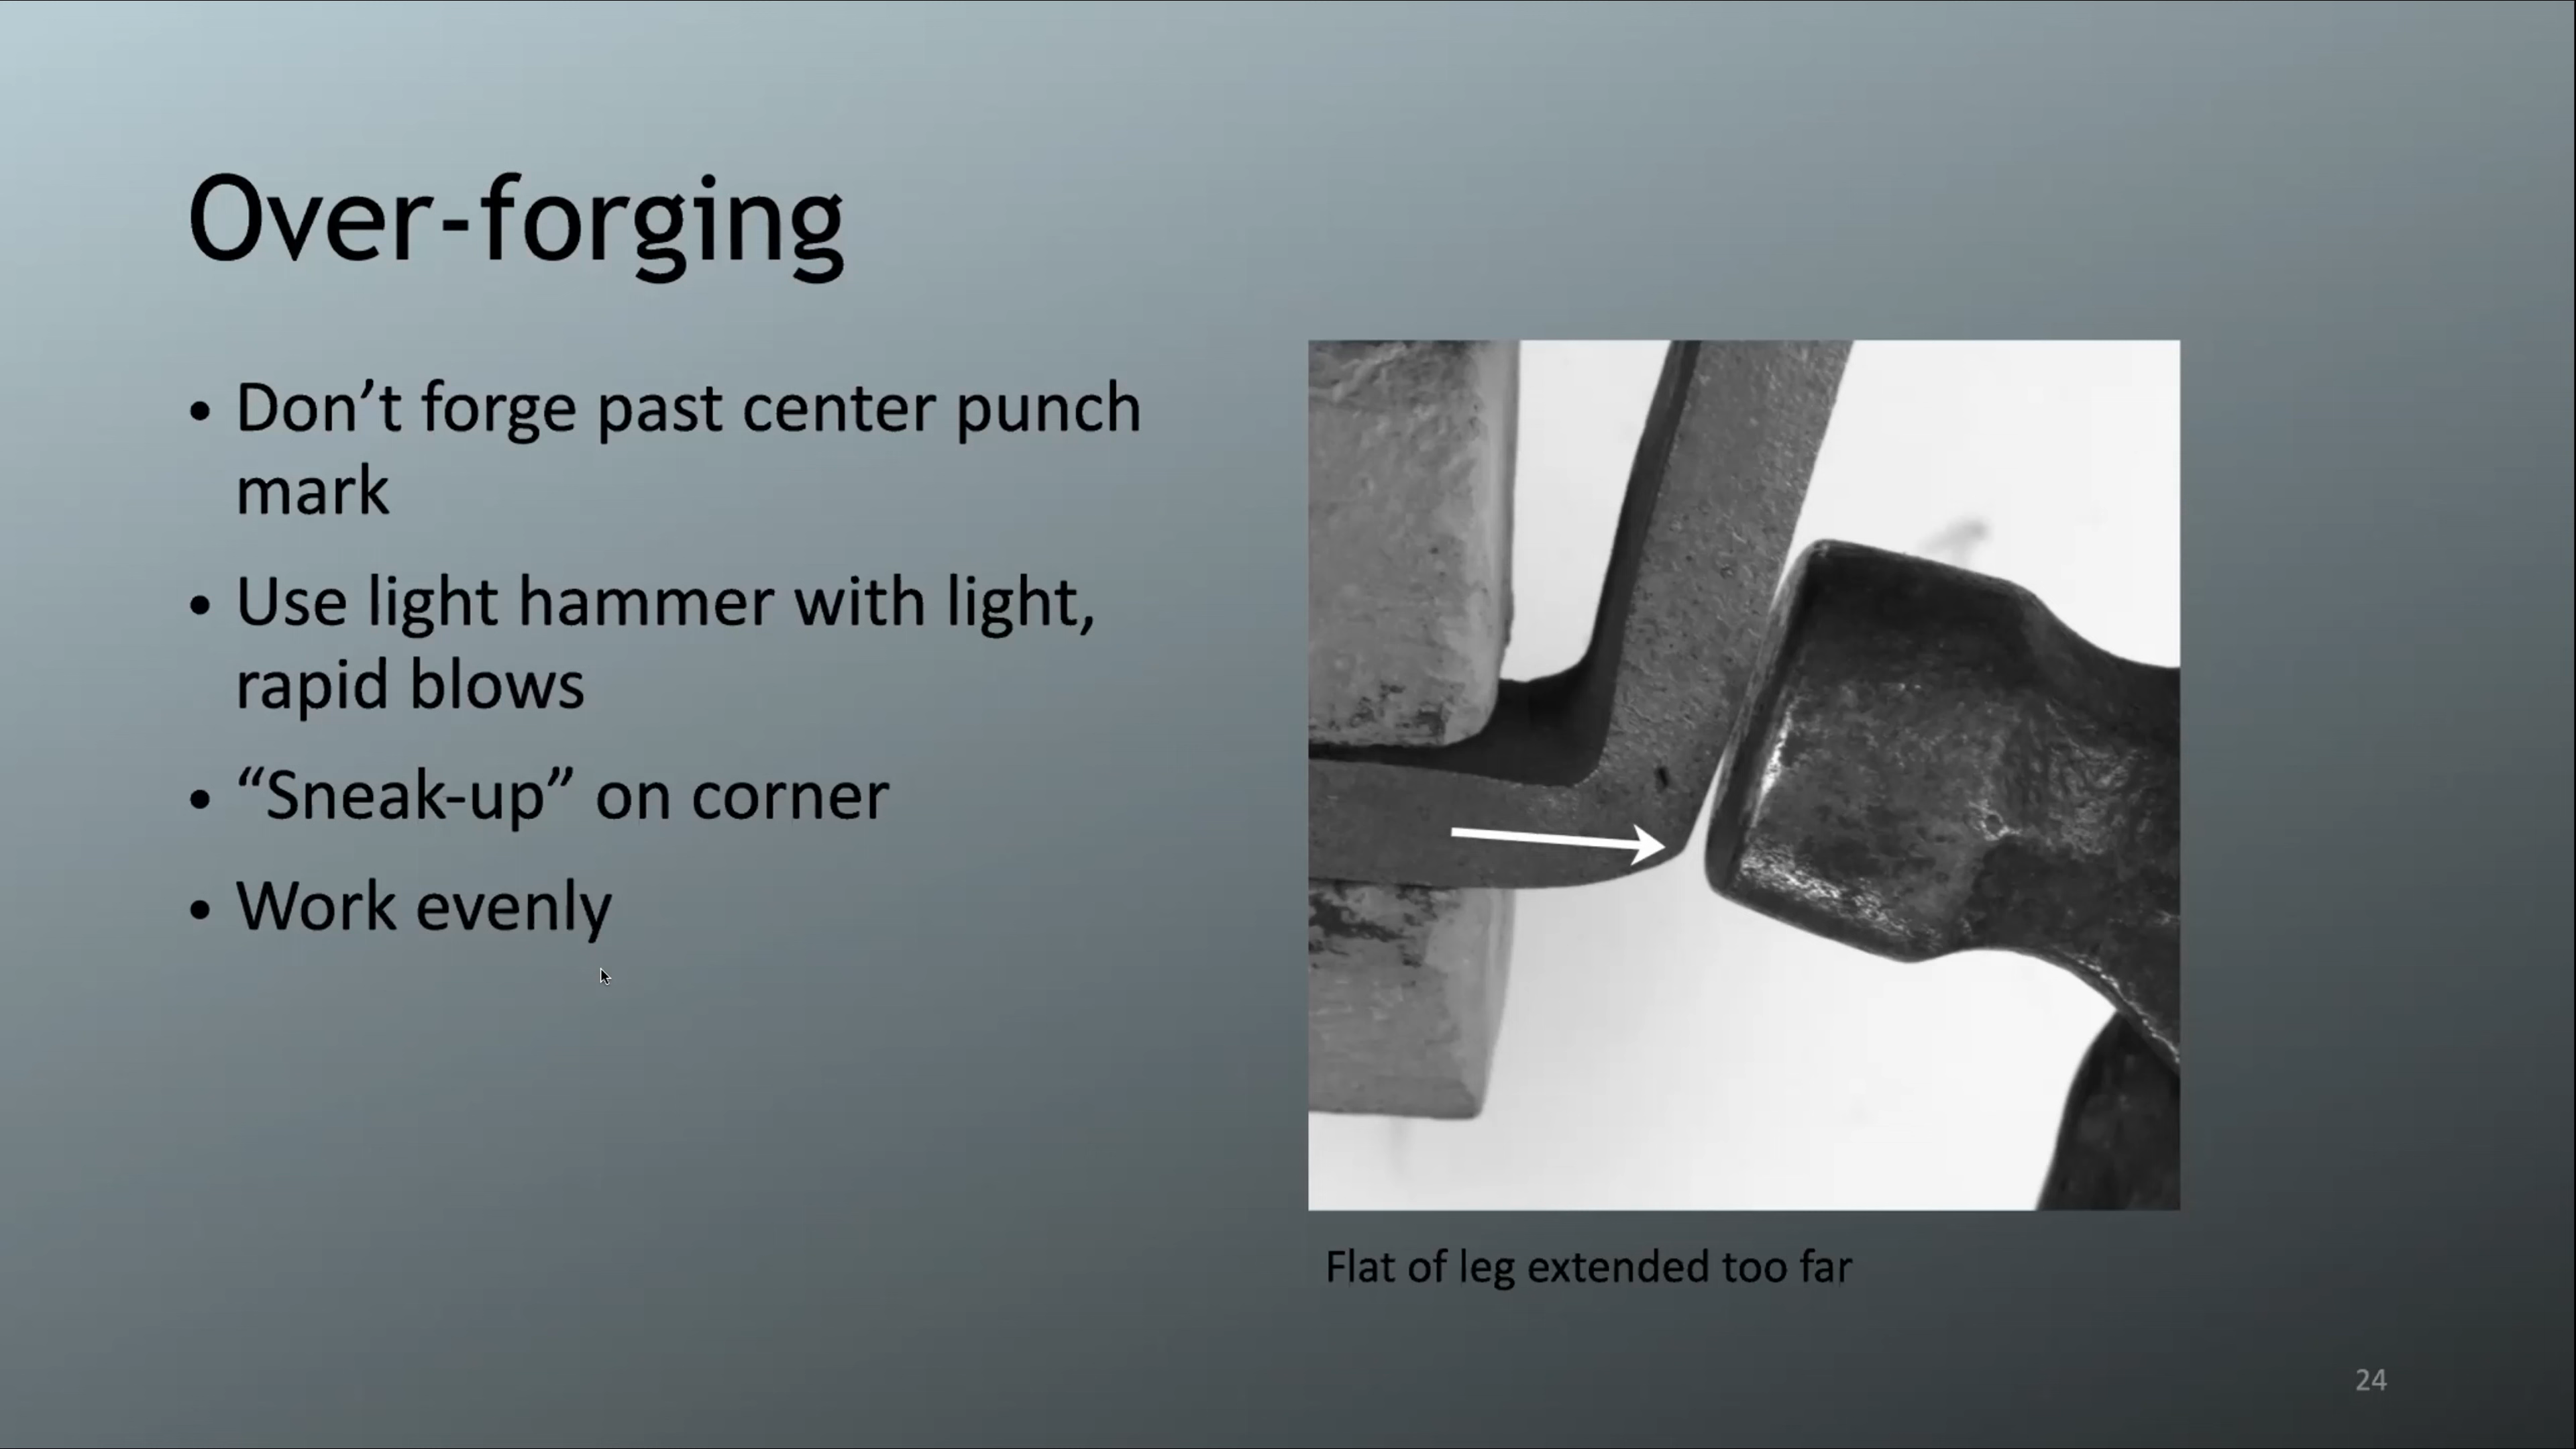 Over-forging
• Don’t forge past center punch
mark
• Use light hammer with light,
rapid blows
• “Sneak-up” on corner
• Work evenly
Flat of leg extended too far
24